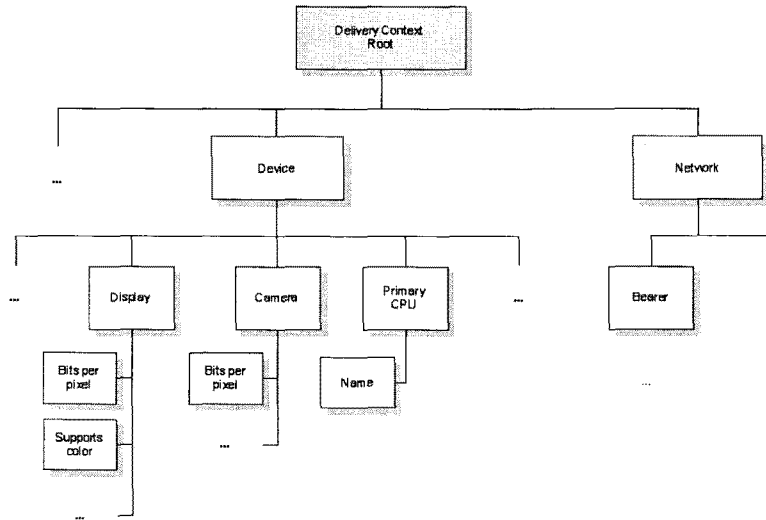 Delivery Context
Root
...
Device
Network
...
Display
Camera
Primary
CPU
...
Bearer
Bits per
pixel
Bits per
pixel
Name
...
Supports
color
...
...